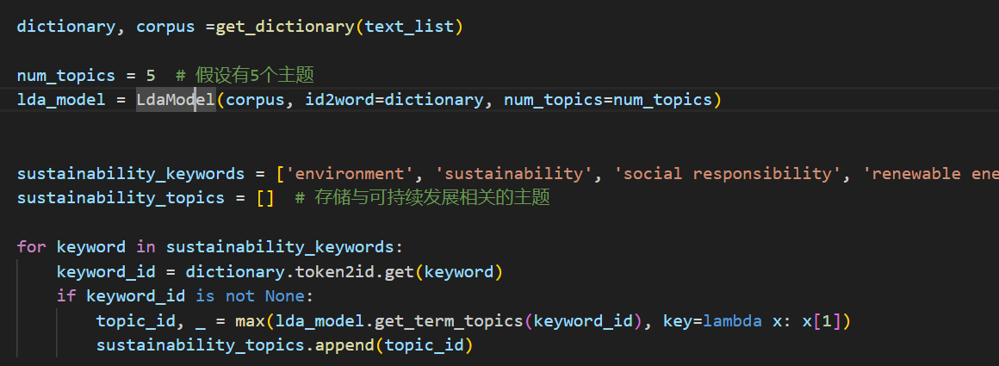 dictionary, corpus =get_dictionary(text_list)
num_topics = 5  # 假设有5个主题
lda_model = LdaModel(corpus, id2word=dictionary, num_topics=num_topics)
sustainability_keywords = ['environment', 'sustainability', 'social responsibility', 'renewable ene
sustainability_topics = []  # 存储与可持续发展相关的主题
for keyword in sustainability_keywords:
    keyword_id = dictionary.token2id.get(keyword)
    if keyword_id is not None:
        topic_id, _ = max(lda_model.get_term_topics(keyword_id), key=lambda x: x[1])
        sustainability_topics.append(topic_id)